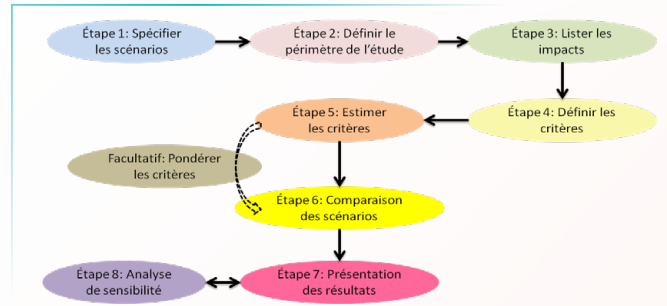 Étape 1: Spécifier
les scénarios
Étape 2: Définir le
périmètre de l'étude
Étape 3: Lister les
impacts
Étape 4: Définir les
critères
Étape 5: Estimer
les critères
Facultatif: Pondérer
les critères
Étape 6: Comparaison
des scénarios
Étape 7: Présentation
des résultats
Étape 8: Analyse
de sensibilité